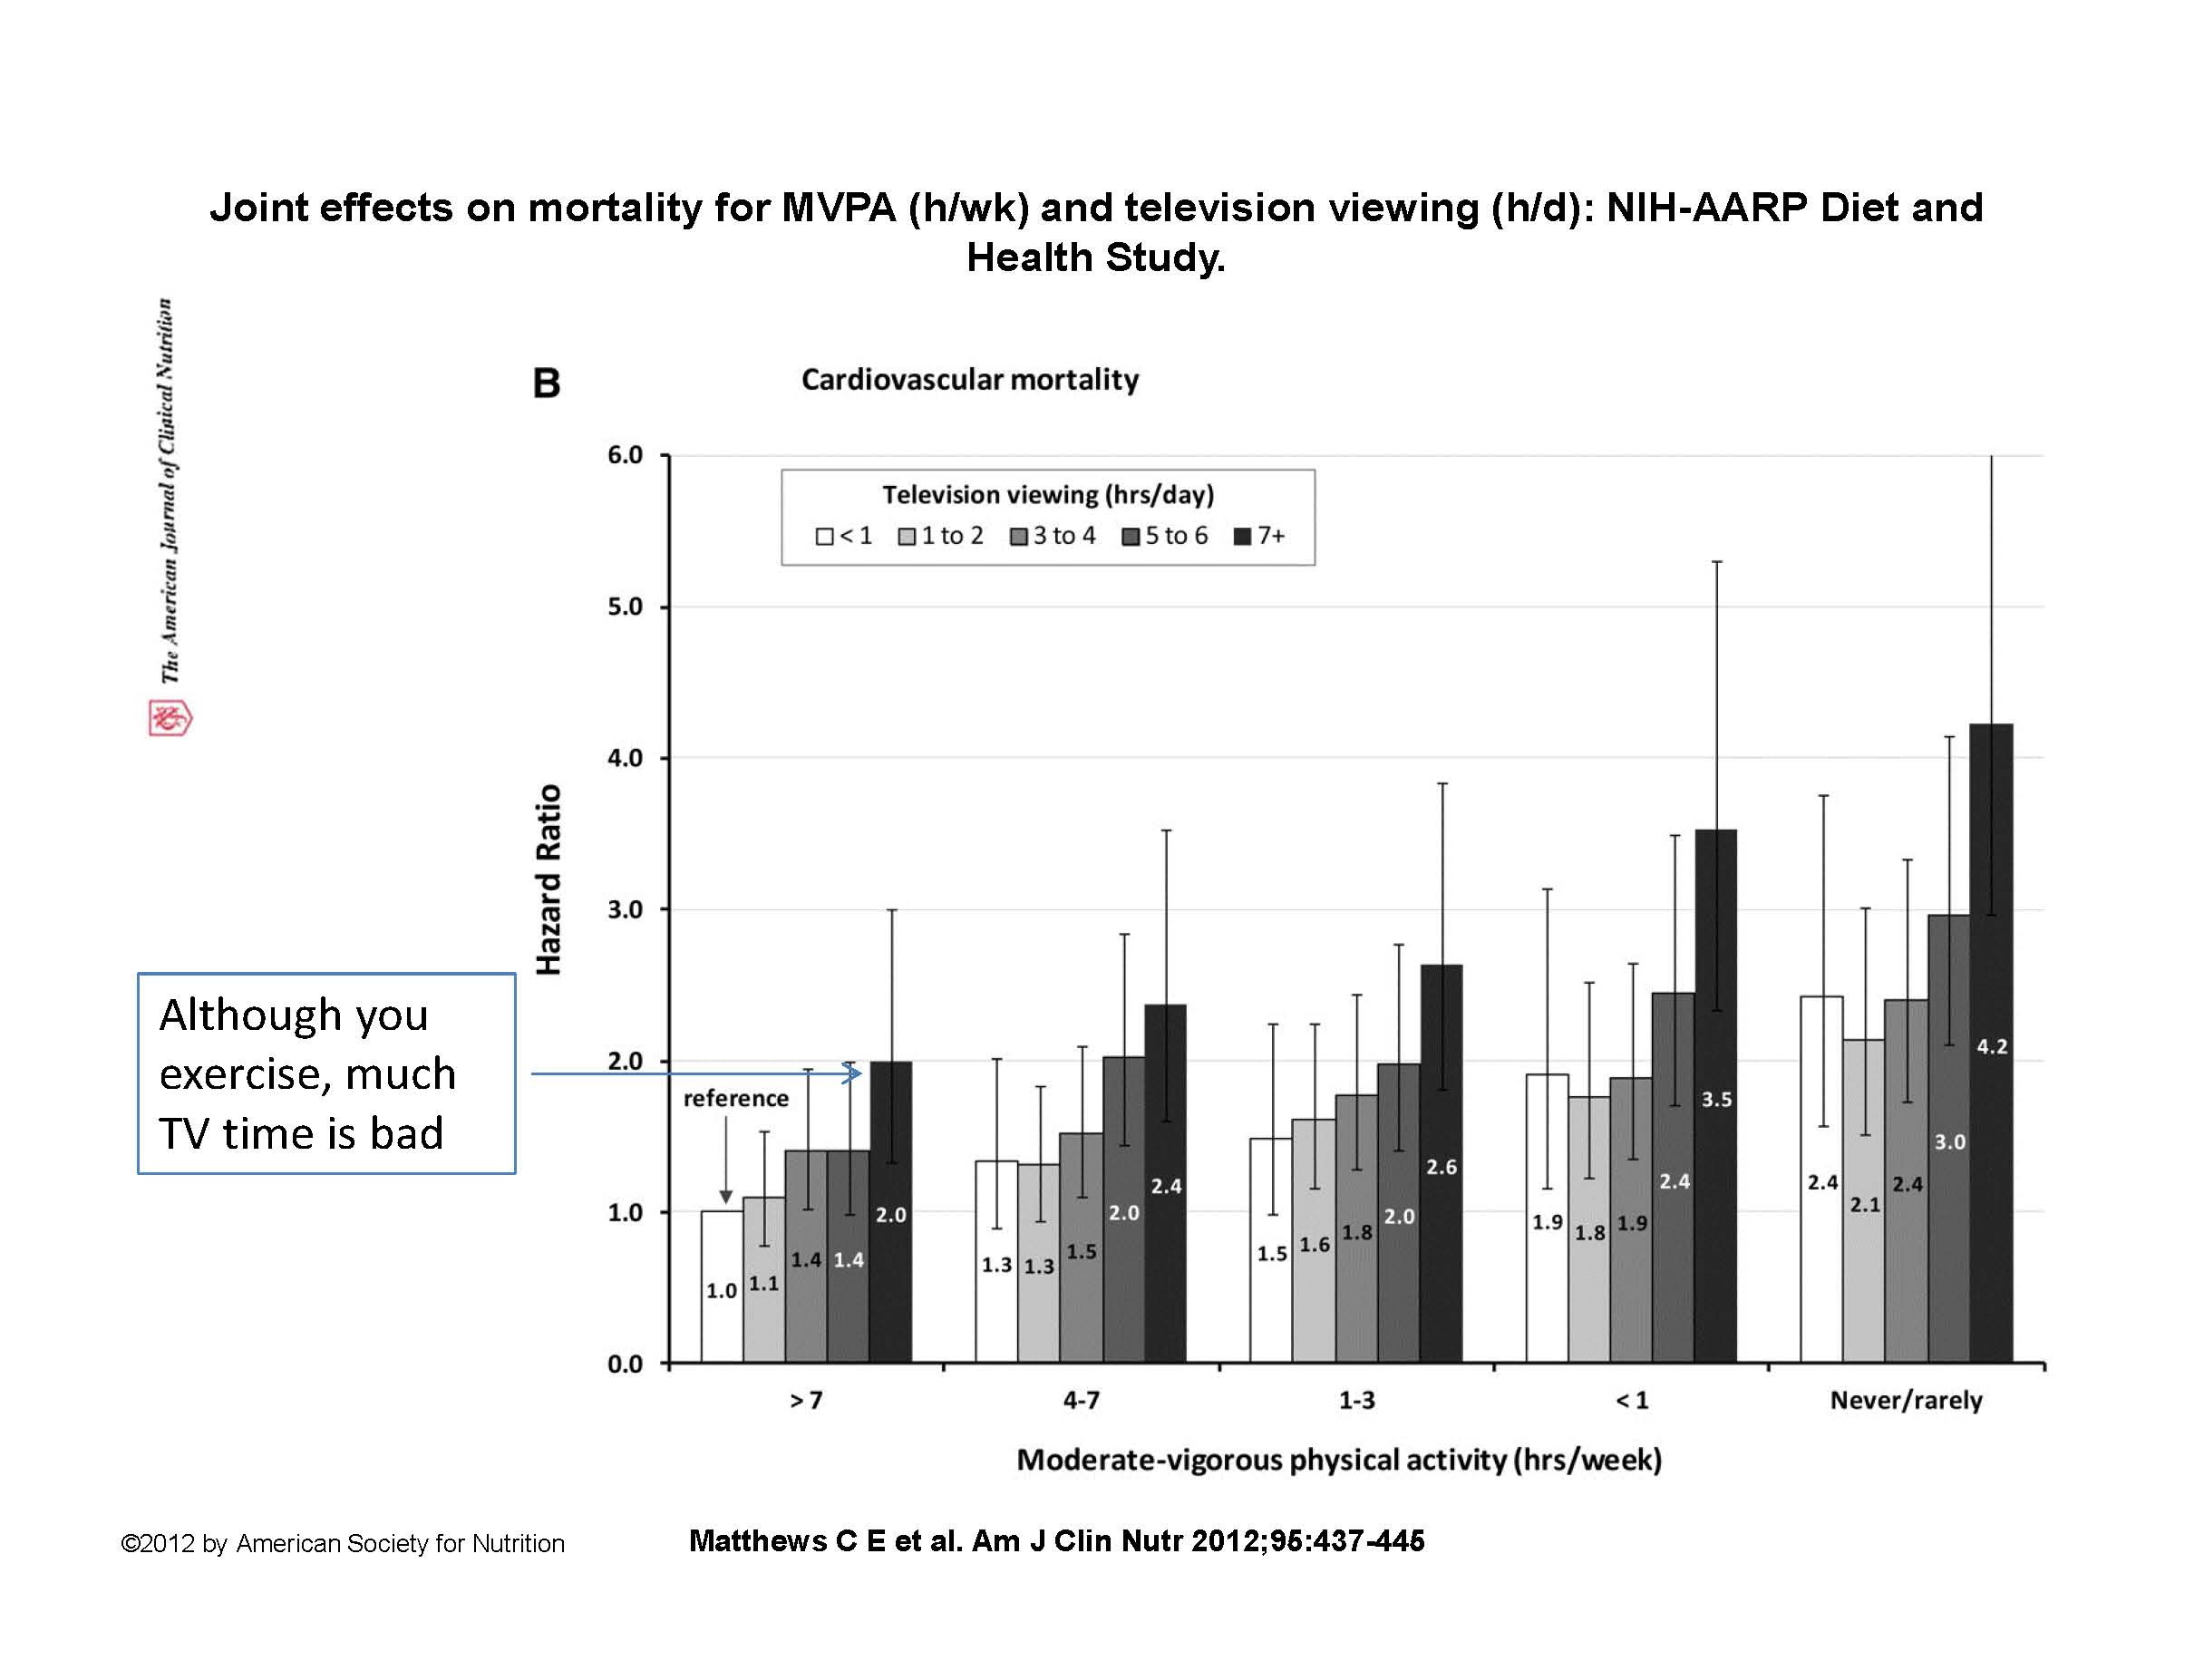 Joint effects on mortality for MVPA (h/wk) and television viewing (h/d): NIH-AARP Diet and
Health Study.
The American Journal of Clinical Nutrition
B
Cardiovascular mortality
Television viewing (hrs/day)
< 1 1 to 2 3 to 4 5 to 6 7+
Hazard Ratio
6.0
5.0
4.0
3.0
2.0
1.0
0.0
Although you
exercise, much
TV time is bad
reference
1.0 1.1 1.4 1.4 2.0
1.3 1.3 1.5 2.0 2.4
1.5 1.6 1.8 2.0 2.6
1.9 1.8 1.9 2.4 3.5
2.4 2.1 2.4 3.0 4.2
> 7 4-7 1-3 < 1 Never/rarely
Moderate-vigorous physical activity (hrs/week)
©2012 by American Society for Nutrition
Matthews C E et al. Am J Clin Nutr 2012;95:437-445